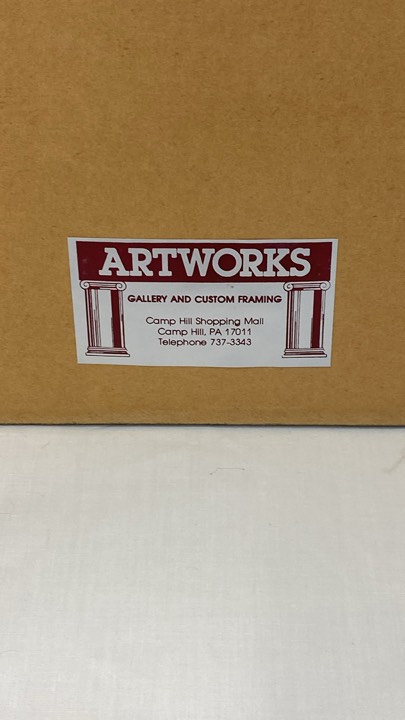 ARTWORKS
GALLERY AND CUSTOM FRAMING
Camp Hill Shopping Mall
Camp Hill, PA 17011
Telephone 737-3343